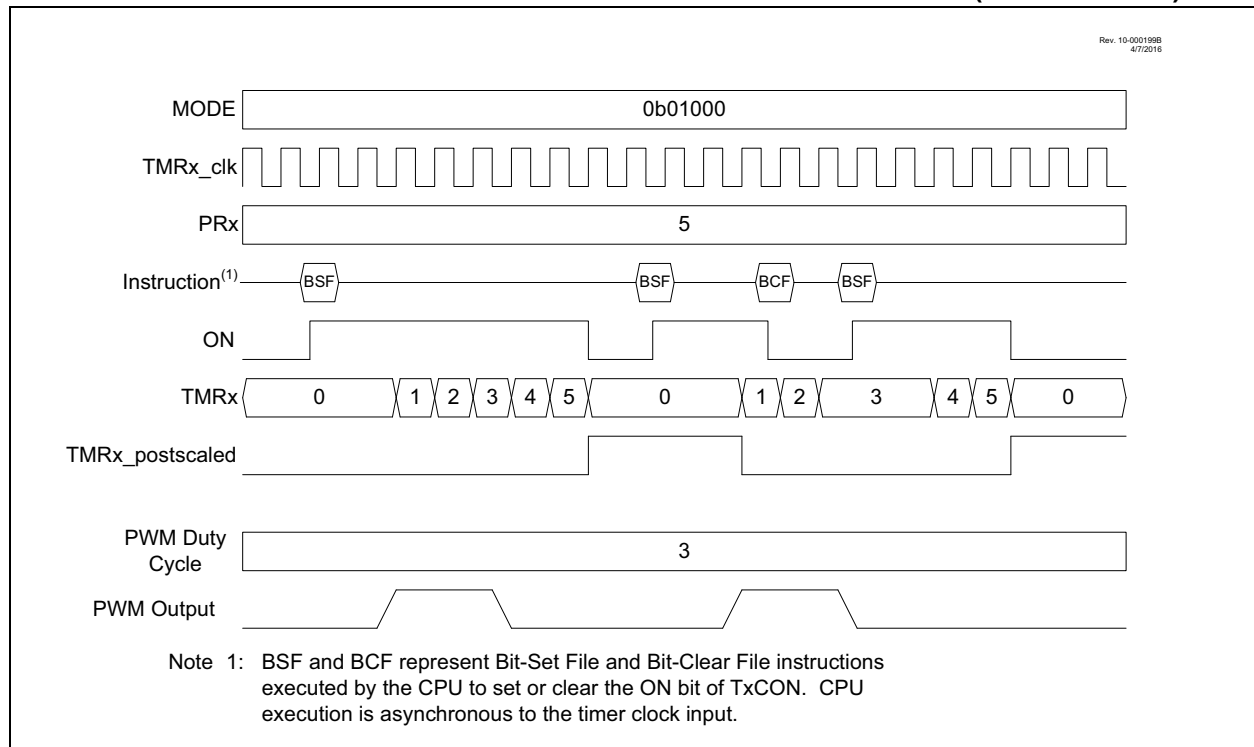 Rev. 10-000199B
4/7/2016
MODE 0b01000
TMRx_clk
PRx 5
Instruction(1) BSF BSF BCF BSF
ON
TMRx 0 1 2 3 4 5 0 1 2 3 4 5 0
TMRx_postscaled
PWM Duty
Cycle 3
PWM Output
Note 1: BSF and BCF represent Bit-Set File and Bit-Clear File instructions
executed by the CPU to set or clear the ON bit of TxCON. CPU
execution is asynchronous to the timer clock input.